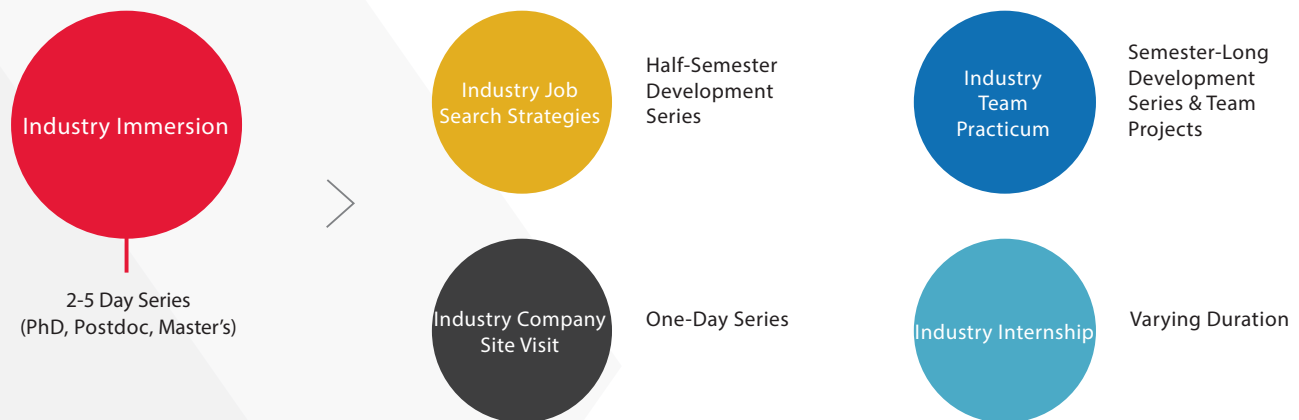 Industry Immersion
2-5 Day Series
(PhD, Postdoc, Master’s)
Industry Job
Search Strategies
Half-Semester
Development
Series
Industry
Team
Practicum
Semester-Long
Development
Series & Team
Projects
Industry Company
Site Visit
One-Day Series
Industry Internship
Varying Duration